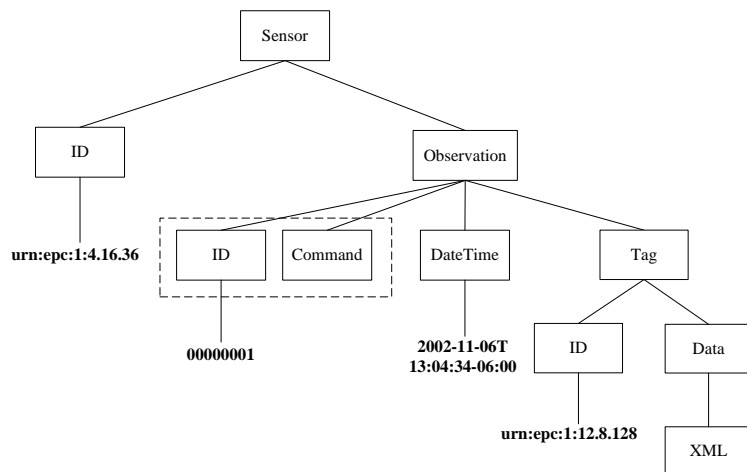 Sensor
ID
Observation
urn:epc:1:4.16.36
ID
Command
DateTime
Tag
00000001
2002-11-06T
13:04:34-06:00
ID
Data
urn:epc:1:12.8.128
XML